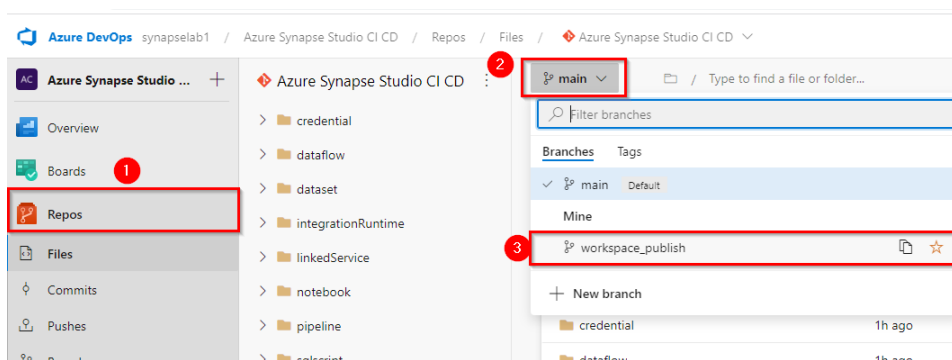 Azure DevOps synapselab1 / Azure Synapse Studio CI CD / Repos / Files / Azure Synapse Studio CI CD
AC Azure Synapse Studio ... +
Overview
Boards
1
Repos
Files
Commits
Pushes
Azure Synapse Studio CI CD
credential
dataflow
dataset
integrationRuntime
linkedService
notebook
pipeline
sqlscript
2
main
/ Type to find a file or folder...
Filter branches
Branches Tags
main Default
Mine
3
workspace_publish
+ New branch
credential 1h ago
dataflow 1h ago